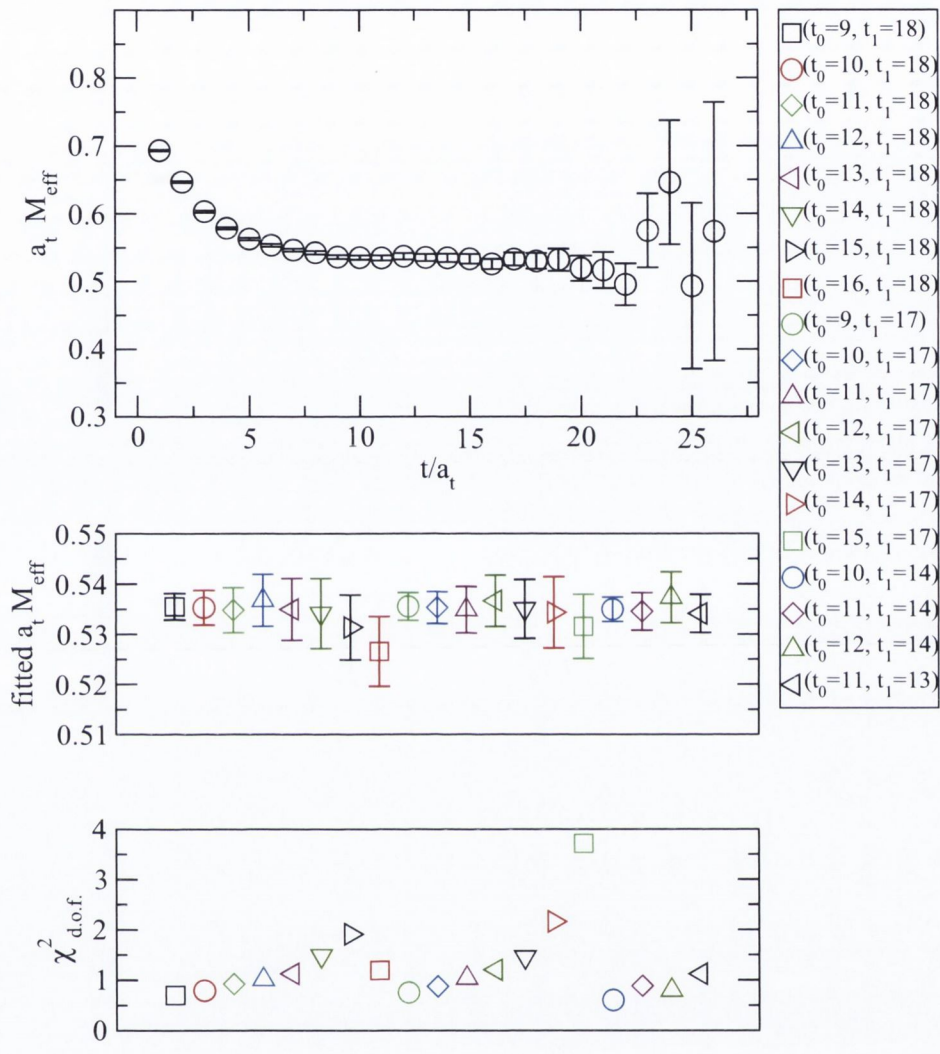 0.8
0.7
0.6
0.5
0.4
0.3
a_t M_eff
0 5 10 15 20 25
t/a_t
0.55
0.54
0.53
0.52
0.51
fitted a_t M_eff
4
3
2
1
0
χ²_d.o.f.
(t_0=9, t_1=18)
(t_0=10, t_1=18)
(t_0=11, t_1=18)
(t_0=12, t_1=18)
(t_0=13, t_1=18)
(t_0=14, t_1=18)
(t_0=15, t_1=18)
(t_0=16, t_1=18)
(t_0=9, t_1=17)
(t_0=10, t_1=17)
(t_0=11, t_1=17)
(t_0=12, t_1=17)
(t_0=13, t_1=17)
(t_0=14, t_1=17)
(t_0=15, t_1=17)
(t_0=10, t_1=14)
(t_0=11, t_1=14)
(t_0=12, t_1=14)
(t_0=11, t_1=13)